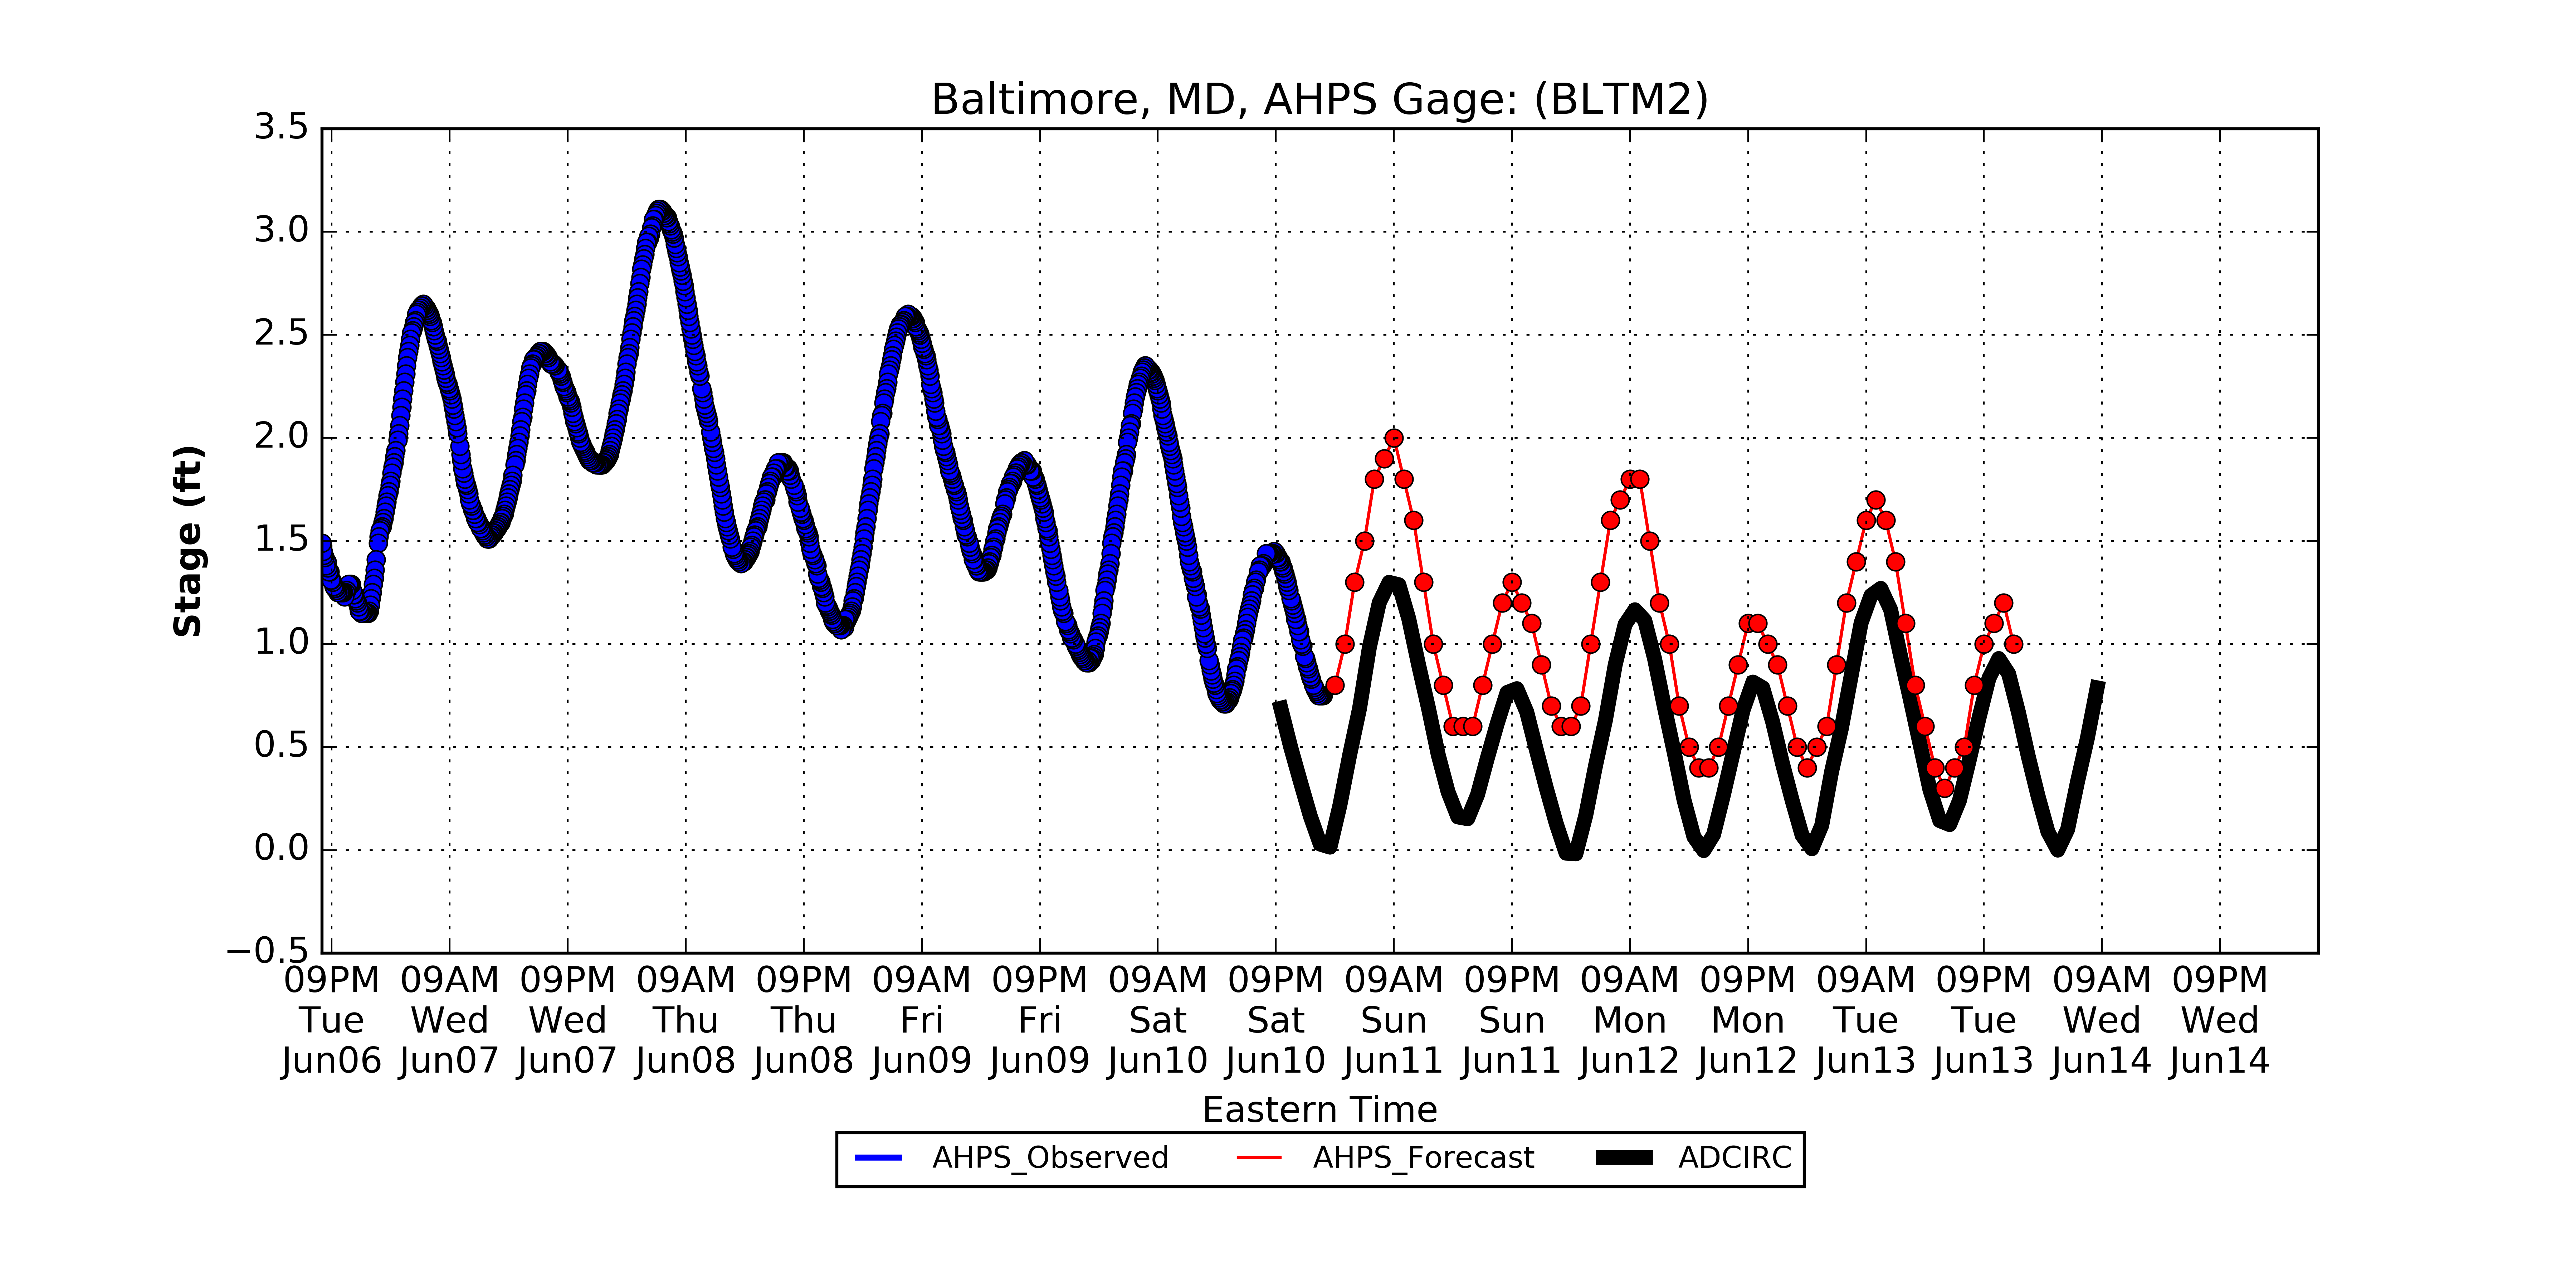 Baltimore, MD, AHPS Gage: (BLTM2)
3.5
3.0
2.5
2.0
1.5
1.0
0.5
0.0
−0.5
Stage (ft)
09PM 09AM 09PM 09AM 09PM 09AM 09PM 09AM 09PM 09AM 09PM 09AM 09PM 09AM 09PM 09AM 09PM
Tue Wed Wed Thu Thu Fri Fri Sat Sat Sun Sun Mon Mon Tue Tue Wed Wed
Jun06 Jun07 Jun07 Jun08 Jun08 Jun09 Jun09 Jun10 Jun10 Jun11 Jun11 Jun12 Jun12 Jun13 Jun13 Jun14 Jun14
Eastern Time
AHPS_Observed AHPS_Forecast ADCIRC